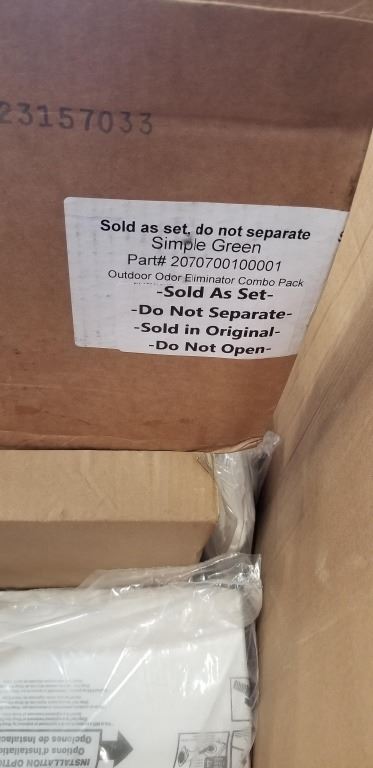 23157033
Sold as set, do not separate
Simple Green
Part# 2070700100001
Outdoor Odor Eliminator Combo Pack
-Sold As Set-
-Do Not Separate-
-Sold in Original-
-Do Not Open-
Opciones de Instalac
Options d'Installatio
INSTALLATION OPTIO